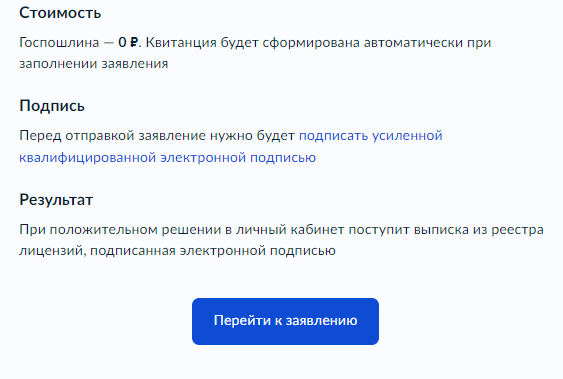 Стоимость
Госпошлина — 0 ₽. Квитанция будет сформирована автоматически при
заполнении заявления
Подпись
Перед отправкой заявление нужно будет подписать усиленной
квалифицированной электронной подписью
Результат
При положительном решении в личный кабинет поступит выписка из реестра
лицензий, подписанная электронной подписью
Перейти к заявлению